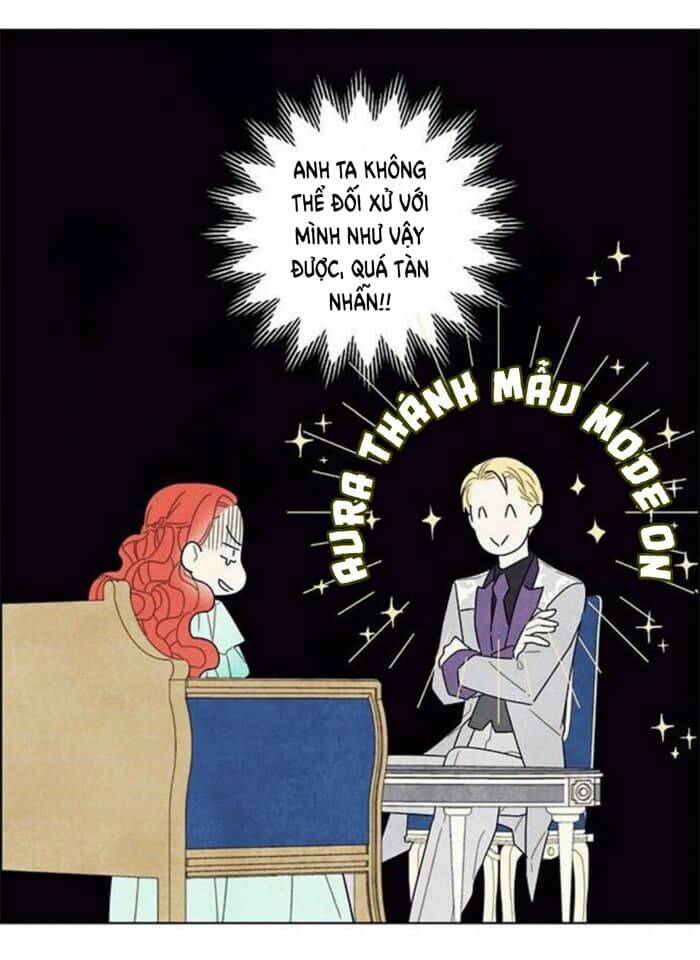 ANH TA KHÔNG
THỂ ĐỐI XỬ VỚI
MÌNH NHƯ VẬY
ĐƯỢC, QUÁ TÀN
NHẪN!!
AURA THÁNH MẪU MODE ON